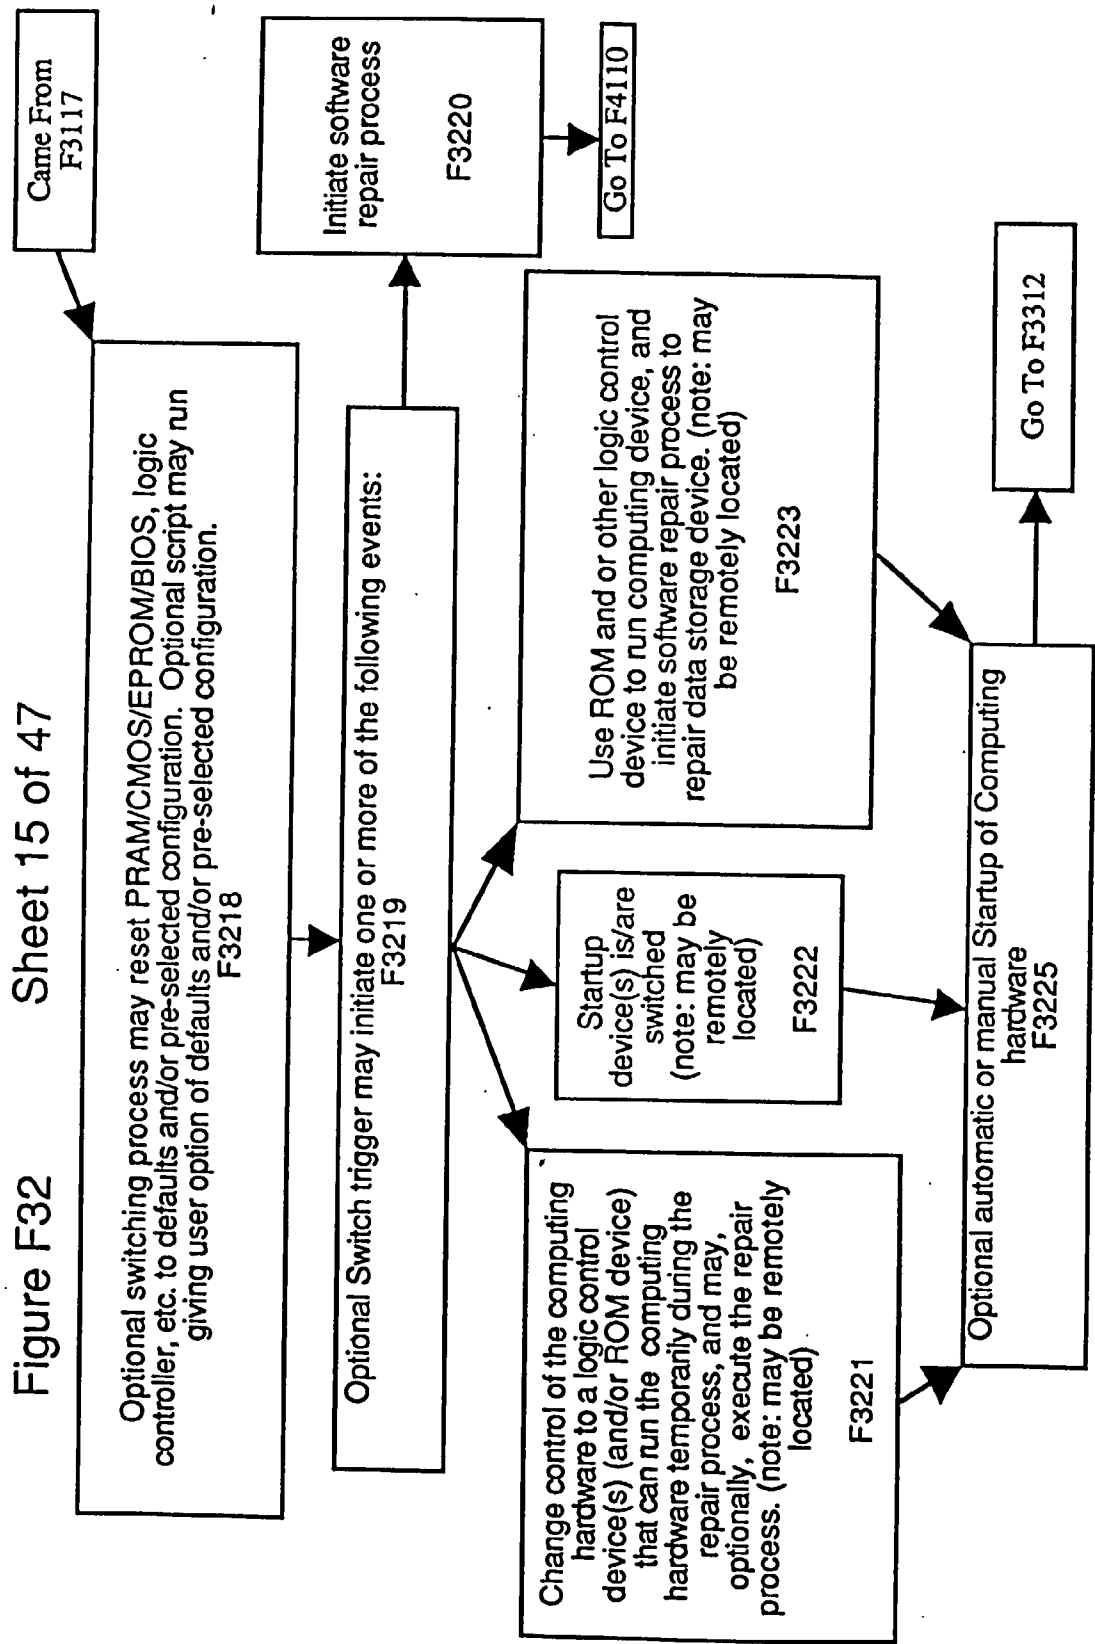 Figure F32 Sheet 15 of 47
Came From
F3117
Optional switching process may reset PRAM/CMOS/EPROM/BIOS, logic
controller, etc. to defaults and/or pre-selected configuration. Optional script may run
giving user option of defaults and/or pre-selected configuration.
F3218
Optional Switch trigger may initiate one or more of the following events:
F3219
Initiate software
repair process
F3220
Go To F4110
Change control of the computing
hardware to a logic control
device(s) (and/or ROM device)
that can run the computing
hardware temporarily during the
repair process, and may,
optionally, execute the repair
process. (note: may be remotely
located)
F3221
Startup
device(s) is/are
switched
(note: may be
remotely
located)
F3222
Use ROM and or other logic control
device to run computing device, and
initiate software repair process to
repair data storage device. (note: may
be remotely located)
F3223
Optional automatic or manual Startup of Computing
hardware
F3225
Go To F3312